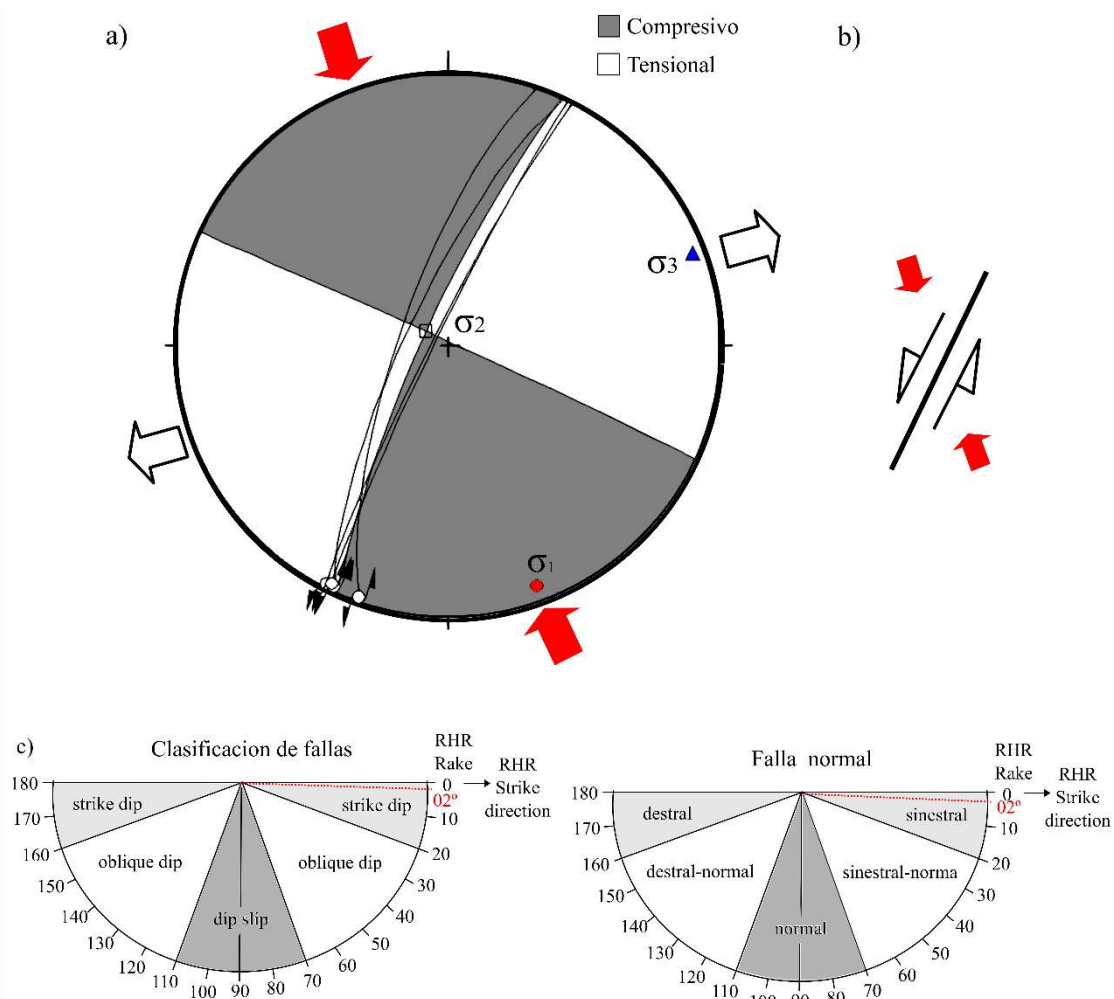 a)
Compresivo
Tensional
b)
σ2
σ3
σ1
c)
Clasificacion de fallas
RHR
Rake
RHR
Strike
direction
180
170
160
150
140
130
120
110
100
90
80
70
60
50
40
30
20
10
0
02º
strike dip
strike dip
oblique dip
oblique dip
dip slip
Falla normal
RHR
Rake
RHR
Strike
direction
180
170
160
150
140
130
120
110
100
90
80
70
60
50
40
30
20
10
0
02º
destral
sinestral
destral-normal
sinestral-norma
normal